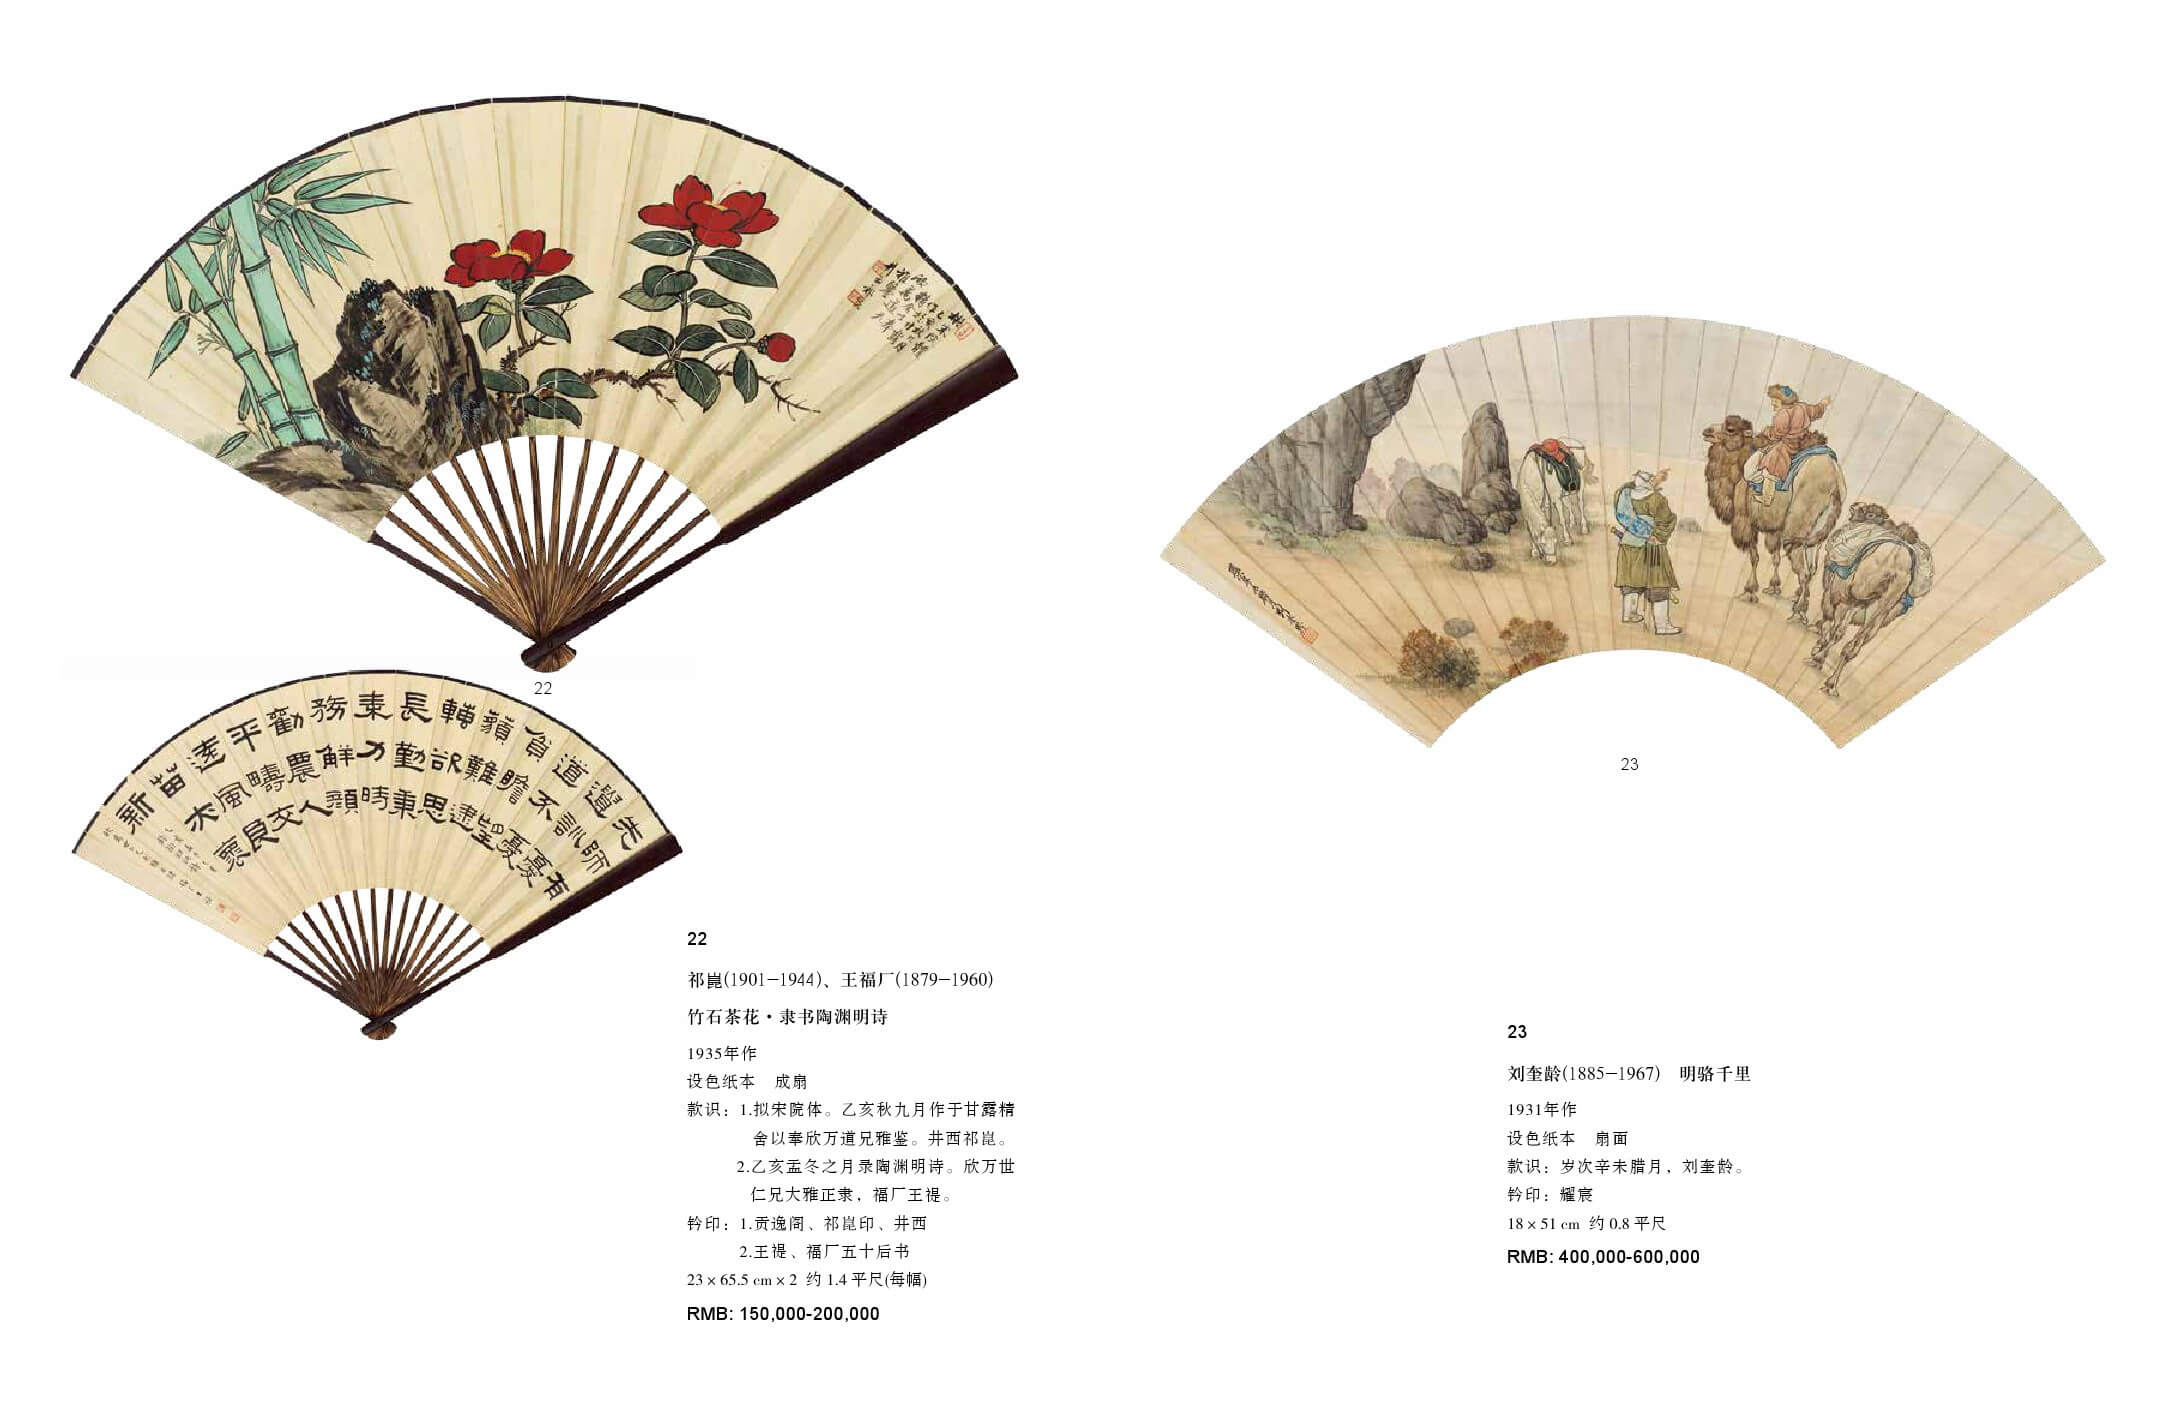 22
先師有
遺訓憂
道不憂
貧瞻望
藐難逮
轉欲思
長勤秉
耒力時
務解顏
勸農人
平疇交
遠風良
苗亦懷
新
22
祁崑(1901-1944)、王福厂(1879-1960)
竹石茶花·隶书陶渊明诗
1935年作
设色纸本 成扇
款识：1.拟宋院体。乙亥秋九月作于甘露精
舍以奉欣万道兄雅鉴。井西祁崑。
2.乙亥孟冬之月录陶渊明诗。欣万世
仁兄大雅正隶，福厂王禔。
钤印：1.贡逸阁、祁崑印、井西
2.王禔、福厂五十后书
23 × 65.5 cm × 2 约 1.4 平尺(每幅)
RMB: 150,000-200,000
23
23
刘奎龄(1885-1967) 明骆千里
1931年作
设色纸本 扇面
款识：岁次辛未腊月，刘奎龄。
钤印：耀宸
18 × 51 cm 约 0.8 平尺
RMB: 400,000-600,000